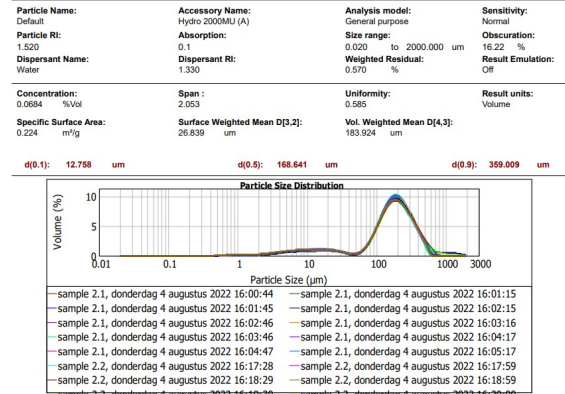 Particle Name: Accessory Name: Analysis model: Sensitivity:
Default Hydro 2000MU (A) General purpose Normal
Particle RI: Absorption: Size range: Obscuration:
1.520 0.1 0.020 to 2000.000 um 16.22 %
Dispersant Name: Dispersant RI: Weighted Residual: Result Emulation:
Water 1.330 0.570 % Off
Concentration: Span : Uniformity: Result units:
0.0684 %Vol 2.053 0.585 Volume
Specific Surface Area: Surface Weighted Mean D[3,2]: Vol. Weighted Mean D[4,3]:
0.224 m²/g 26.839 um 183.924 um
d(0.1): 12.758 um d(0.5): 168.641 um d(0.9): 359.009 um
Particle Size Distribution
Volume (%)
10
5
0
0.01 0.1 1 10 100 1000 3000
Particle Size (µm)
sample 2.1, donderdag 4 augustus 2022 16:00:44 sample 2.1, donderdag 4 augustus 2022 16:01:15
sample 2.1, donderdag 4 augustus 2022 16:01:45 sample 2.1, donderdag 4 augustus 2022 16:02:15
sample 2.1, donderdag 4 augustus 2022 16:02:46 sample 2.1, donderdag 4 augustus 2022 16:03:16
sample 2.1, donderdag 4 augustus 2022 16:03:46 sample 2.1, donderdag 4 augustus 2022 16:04:17
sample 2.1, donderdag 4 augustus 2022 16:04:47 sample 2.1, donderdag 4 augustus 2022 16:05:17
sample 2.2, donderdag 4 augustus 2022 16:17:28 sample 2.2, donderdag 4 augustus 2022 16:17:59
sample 2.2, donderdag 4 augustus 2022 16:18:29 sample 2.2, donderdag 4 augustus 2022 16:18:59